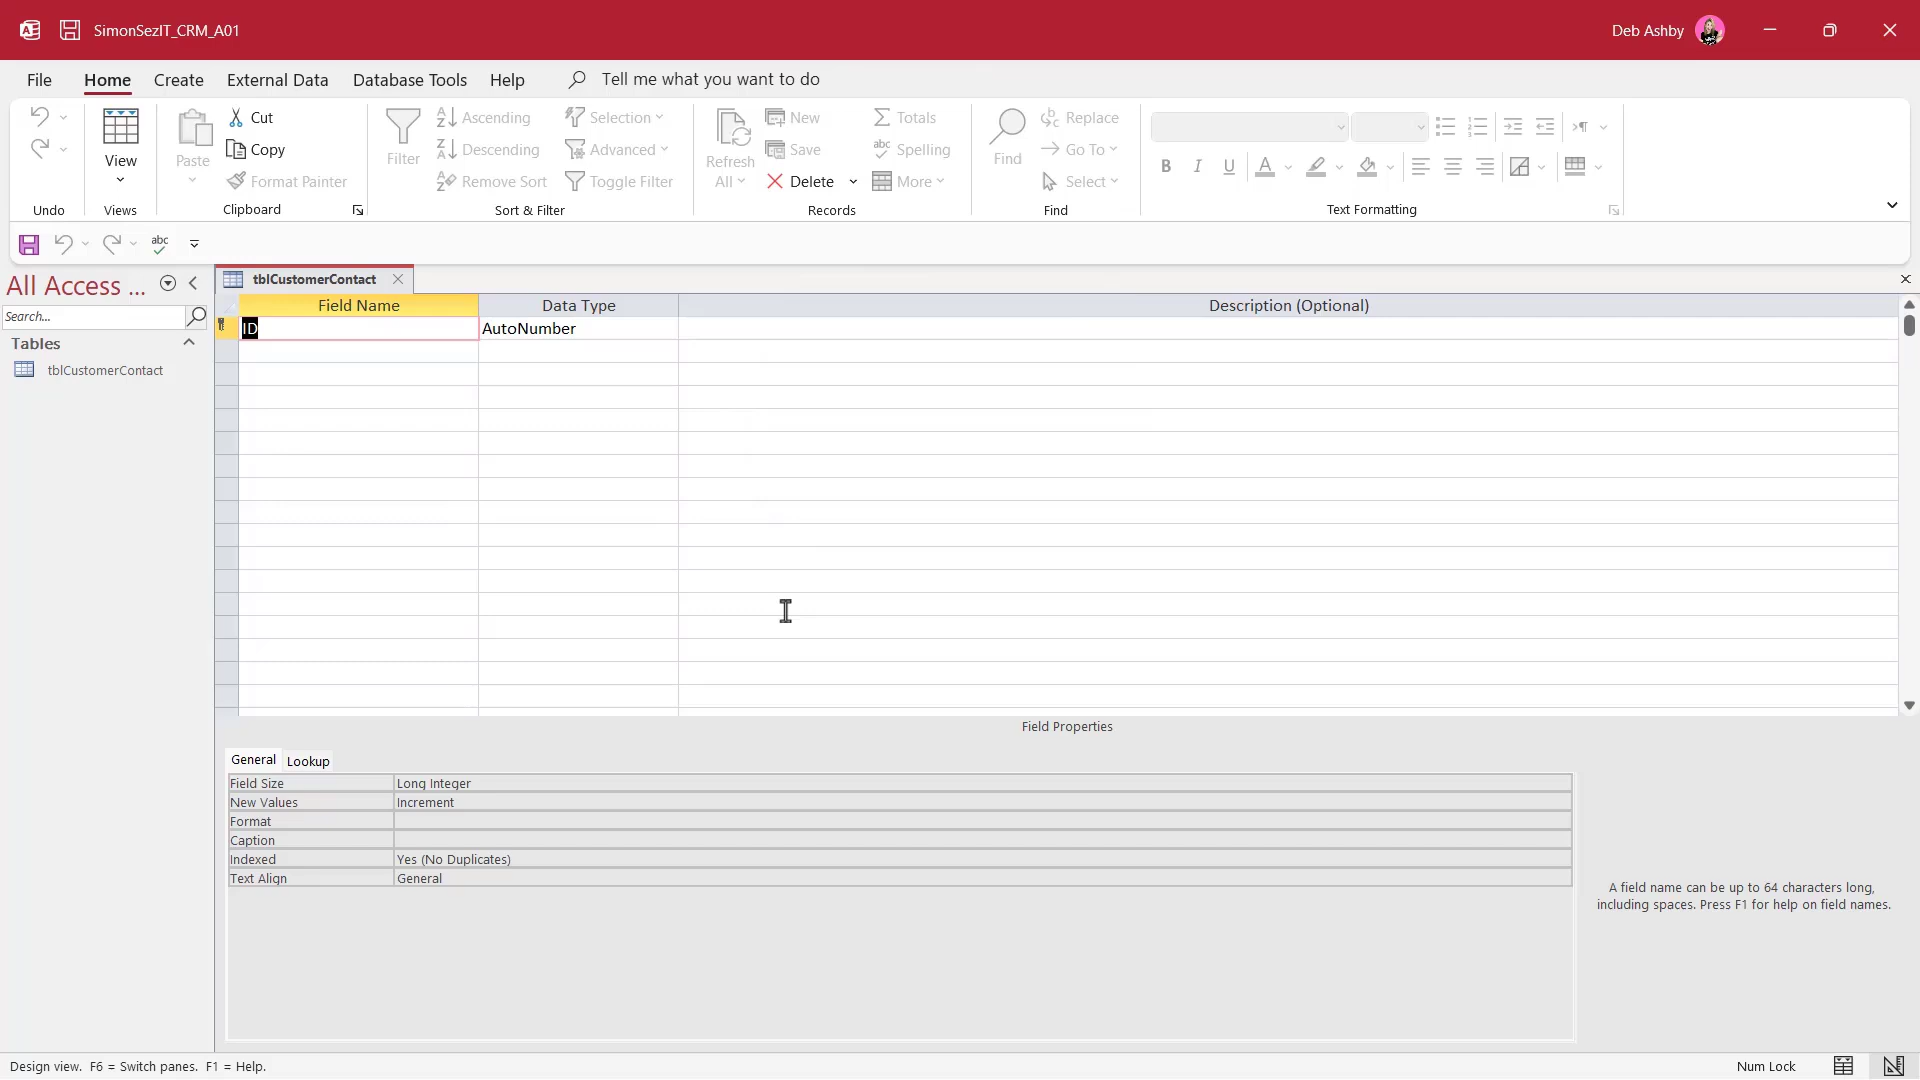 SimonSezIT_CRM_A01
Deb Ashby
File Home Create External Data Database Tools Help Tell me what you want to do
View
Paste
Cut
Copy
Format Painter
Filter
Ascending
Descending
Remove Sort
Selection
Advanced
Toggle Filter
Refresh
All
New
Save
Delete
Totals
Spelling
More
Find
Replace
Go To
Select
B I U A
Undo Views Clipboard Sort & Filter Records Find Text Formatting
abc
All Access ...
Search...
Tables
tblCustomerContact
tblCustomerContact
Field Name Data Type Description (Optional)
ID AutoNumber
Field Properties
General Lookup
Field Size Long Integer
New Values Increment
Format
Caption
Indexed Yes (No Duplicates)
Text Align General
A field name can be up to 64 characters long,
including spaces. Press F1 for help on field names.
Design view. F6 = Switch panes. F1 = Help.
Num Lock